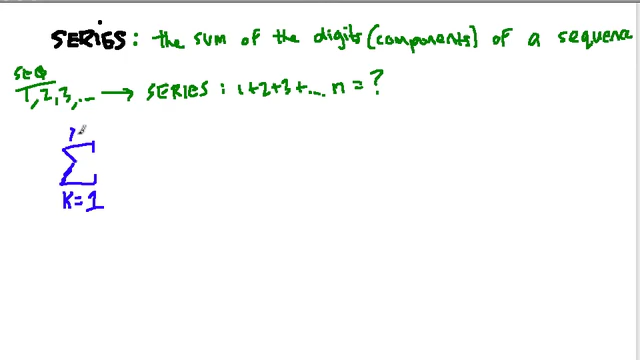 SERIES: the sum of the digits (components) of a sequence
SEQ
1, 2, 3, ... → SERIES: 1+2+3+... n = ?
Σ
K=1